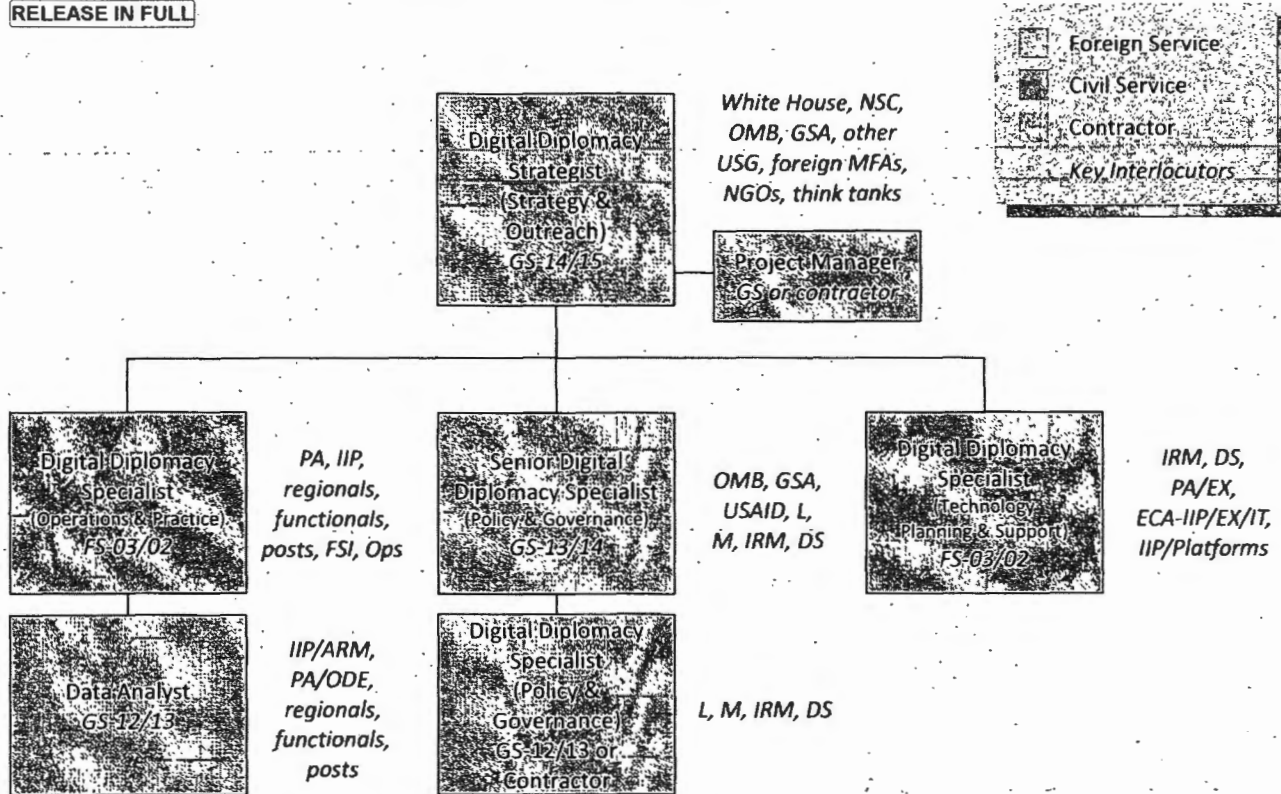 RELEASE IN FULL
Foreign Service
Civil Service
Contractor
Key Interlocutors
Digital Diplomacy
Strategist
(Strategy &
Outreach)
GS-14/15
White House, NSC,
OMB, GSA, other
USG, foreign MFAs,
NGOs, think tanks
Project Manager
GS or contractor
Digital Diplomacy
Specialist
(Operations & Practice)
FS-03/02
PA, IIP,
regionals,
functionals,
posts, FSI, Ops
Senior Digital
Diplomacy Specialist
(Policy & Governance)
GS-13/14
OMB, GSA,
USAID, L,
M, IRM, DS
Digital Diplomacy
Specialist
(Technology
Planning & Support)
FS-03/02
IRM, DS,
PA/EX,
ECA-IIP/EX/IT,
IIP/Platforms
Data Analyst
GS-12/13
IIP/ARM,
PA/ODE,
regionals,
functionals,
posts
Digital Diplomacy
Specialist
(Policy &
Governance)
GS-12/13 or
Contractor
L, M, IRM, DS